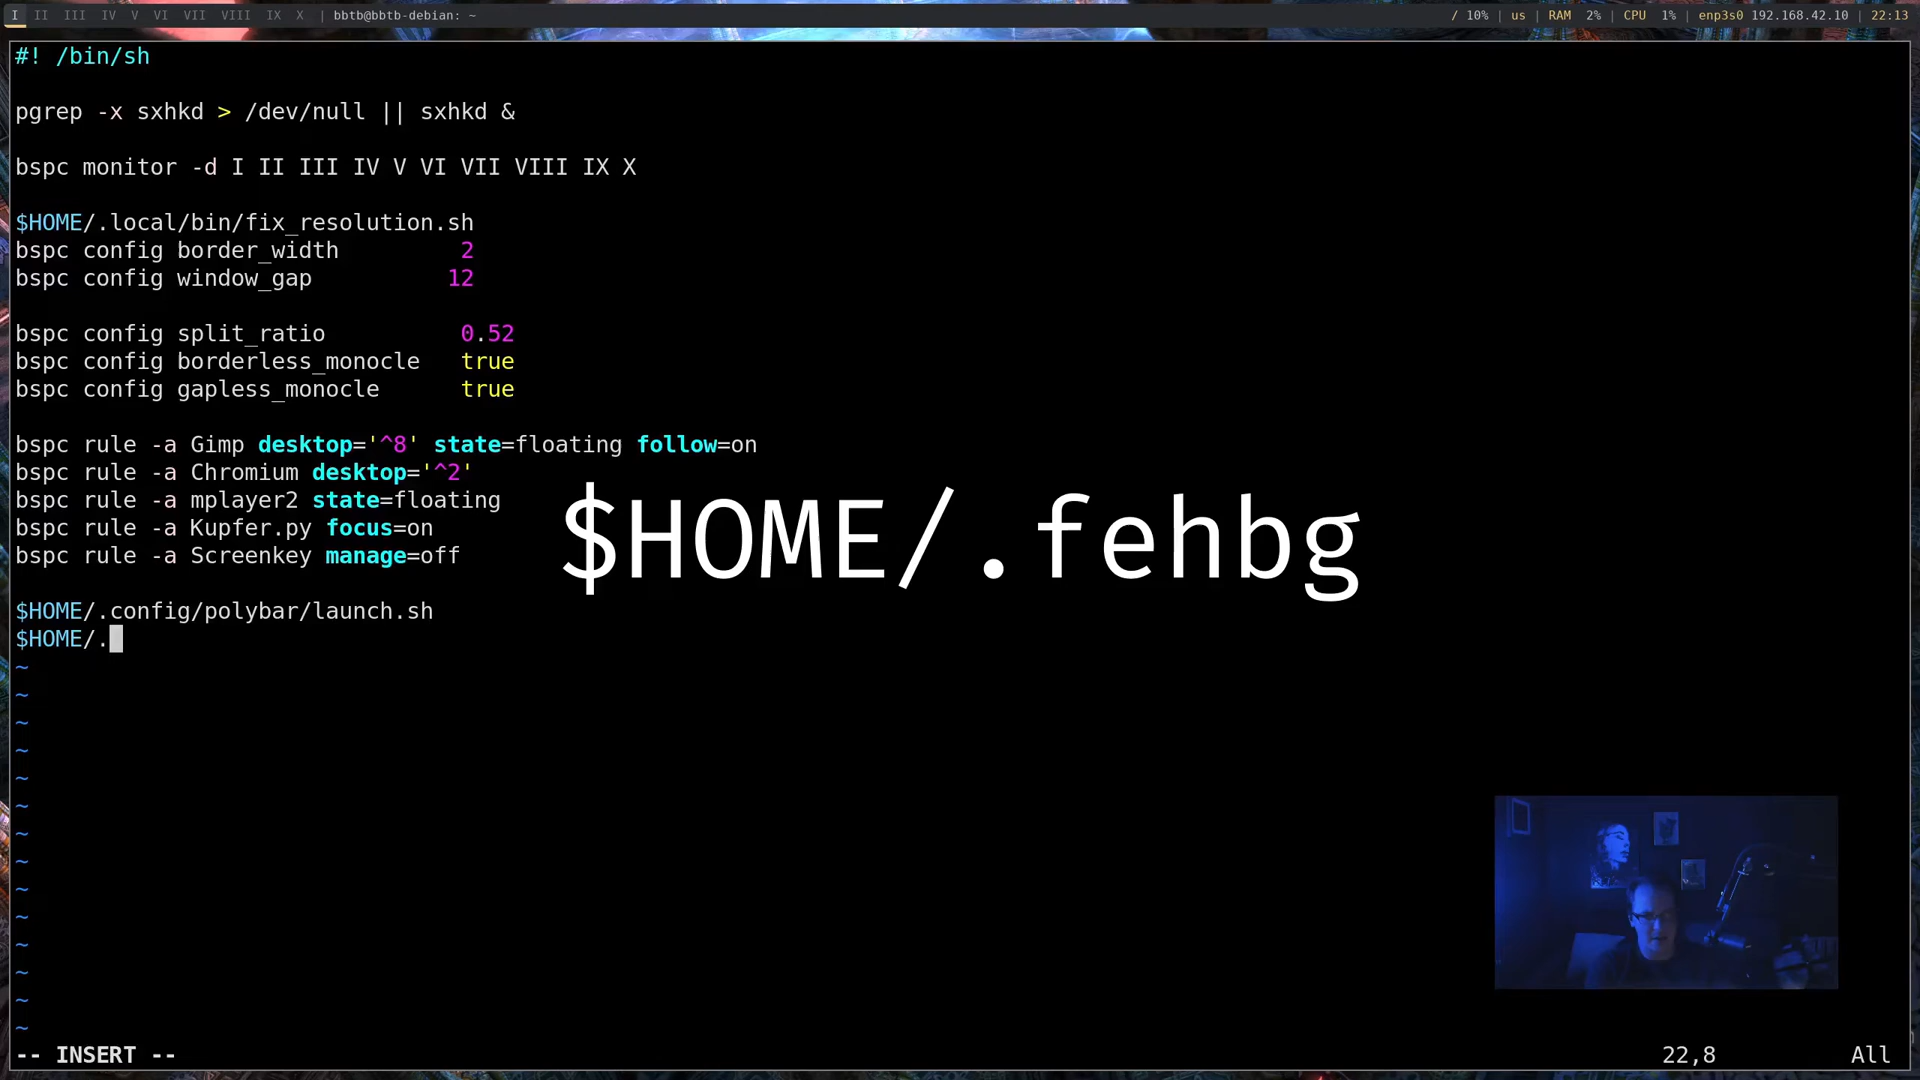 I II III IV V VI VII VIII IX X | bbtb@bbtb-debian: ~ / 10% | us | RAM 2% | CPU 1% | enp3s0 192.168.42.10 | 22:13
#! /bin/sh
pgrep -x sxhkd > /dev/null || sxhkd &
bspc monitor -d I II III IV V VI VII VIII IX X
$HOME/.local/bin/fix_resolution.sh
bspc config border_width 2
bspc config window_gap 12
bspc config split_ratio 0.52
bspc config borderless_monocle true
bspc config gapless_monocle true
bspc rule -a Gimp desktop='^8' state=floating follow=on
bspc rule -a Chromium desktop='^2'
bspc rule -a mplayer2 state=floating
bspc rule -a Kupfer.py focus=on
bspc rule -a Screenkey manage=off
$HOME/.fehbg
$HOME/.config/polybar/launch.sh
$HOME/.
~
~
~
~
~
~
~
~
~
~
~
~
~
~
-- INSERT -- 22,8 All